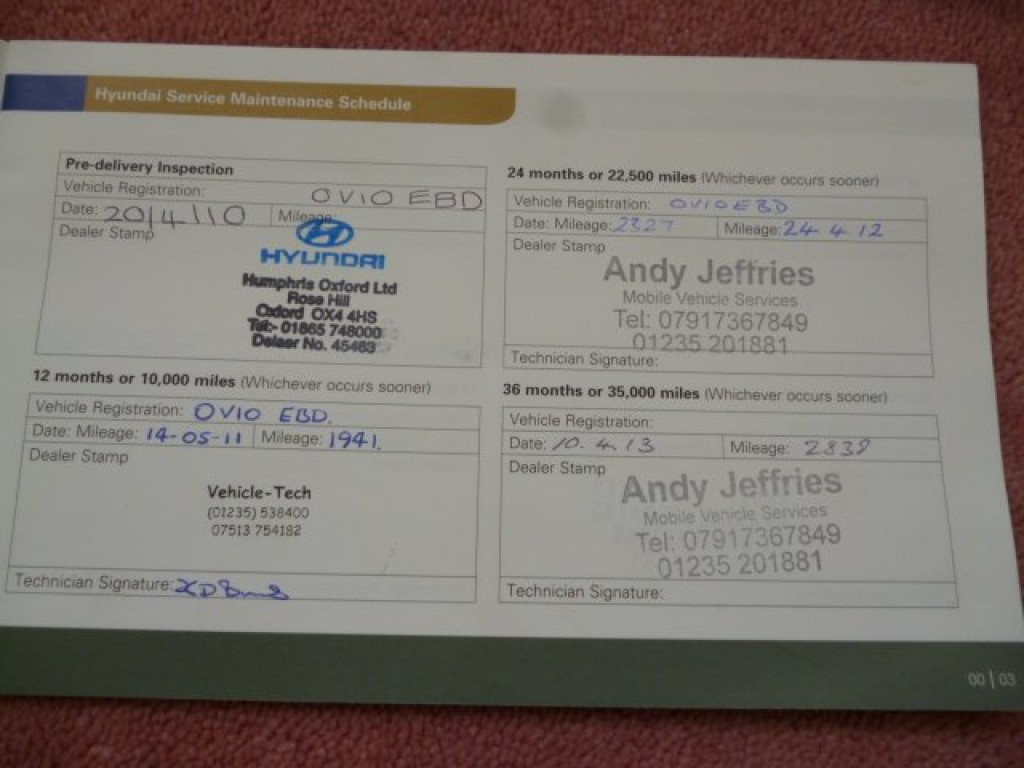 Hyundai Service Maintenance Schedule
Pre-delivery Inspection
Vehicle Registration: OV10 EBD
Date: 20/4/10 Mileage:
Dealer Stamp
HYUNDAI
Humphris Oxford Ltd
Rose Hill
Oxford OX4 4HS
Tel:- 01865 748000
Delaer No. 45463
12 months or 10,000 miles (Whichever occurs sooner)
Vehicle Registration: OV10 EBD.
Date: Mileage: 14-05-11 Mileage: 1941.
Dealer Stamp
Vehicle-Tech
(01235) 538400
07513 754182
Technician Signature:
24 months or 22,500 miles (Whichever occurs sooner)
Vehicle Registration: OV10 EBD
Date: Mileage: 2327 Mileage: 24 4 12
Dealer Stamp
Andy Jeffries
Mobile Vehicle Services
Tel: 07917367849
01235 201881
Technician Signature:
36 months or 35,000 miles (Whichever occurs sooner)
Vehicle Registration:
Date: 10.4.13 Mileage: 2838
Dealer Stamp
Andy Jeffries
Mobile Vehicle Services
Tel: 07917367849
01235 201881
Technician Signature:
00 | 03